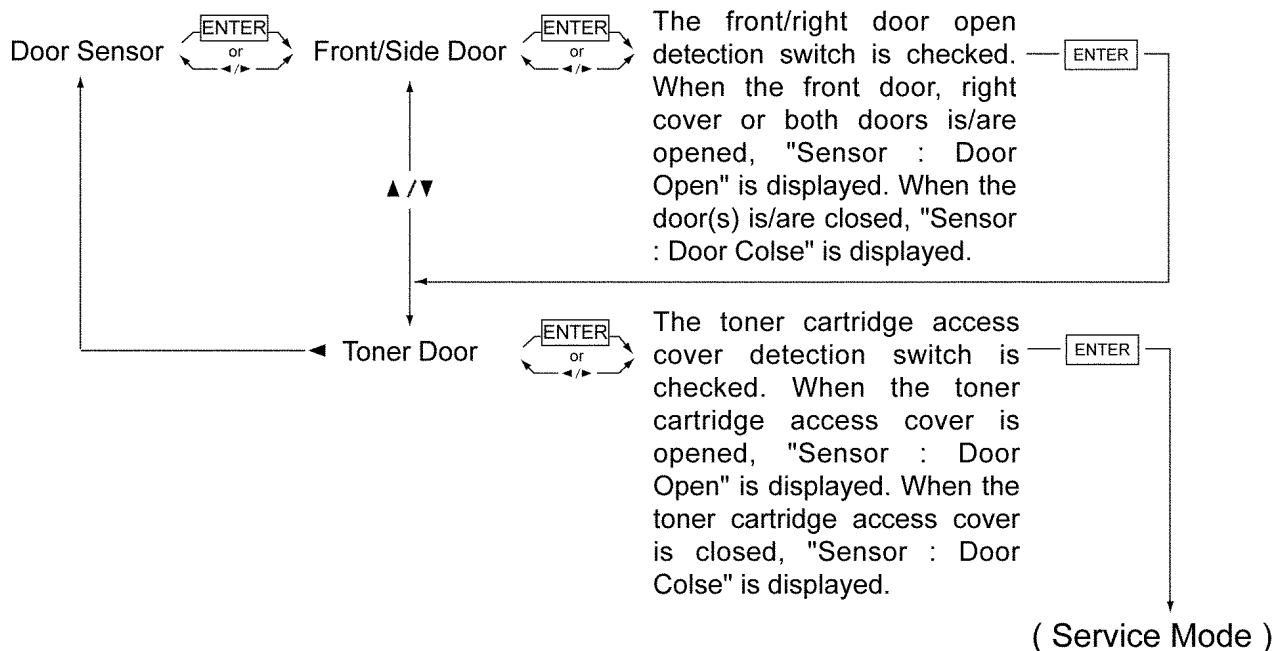 Door Sensor
ENTER
or
◄/►
Front/Side Door
ENTER
or
◄/►
The front/right door open
detection switch is checked.
When the front door, right
cover or both doors is/are
opened, "Sensor : Door
Open" is displayed. When the
door(s) is/are closed, "Sensor
: Door Colse" is displayed.
ENTER
▲/▼
Toner Door
ENTER
or
◄/►
The toner cartridge access
cover detection switch is
checked. When the toner
cartridge access cover is
opened, "Sensor : Door
Open" is displayed. When the
toner cartridge access cover
is closed, "Sensor : Door
Colse" is displayed.
ENTER
( Service Mode )